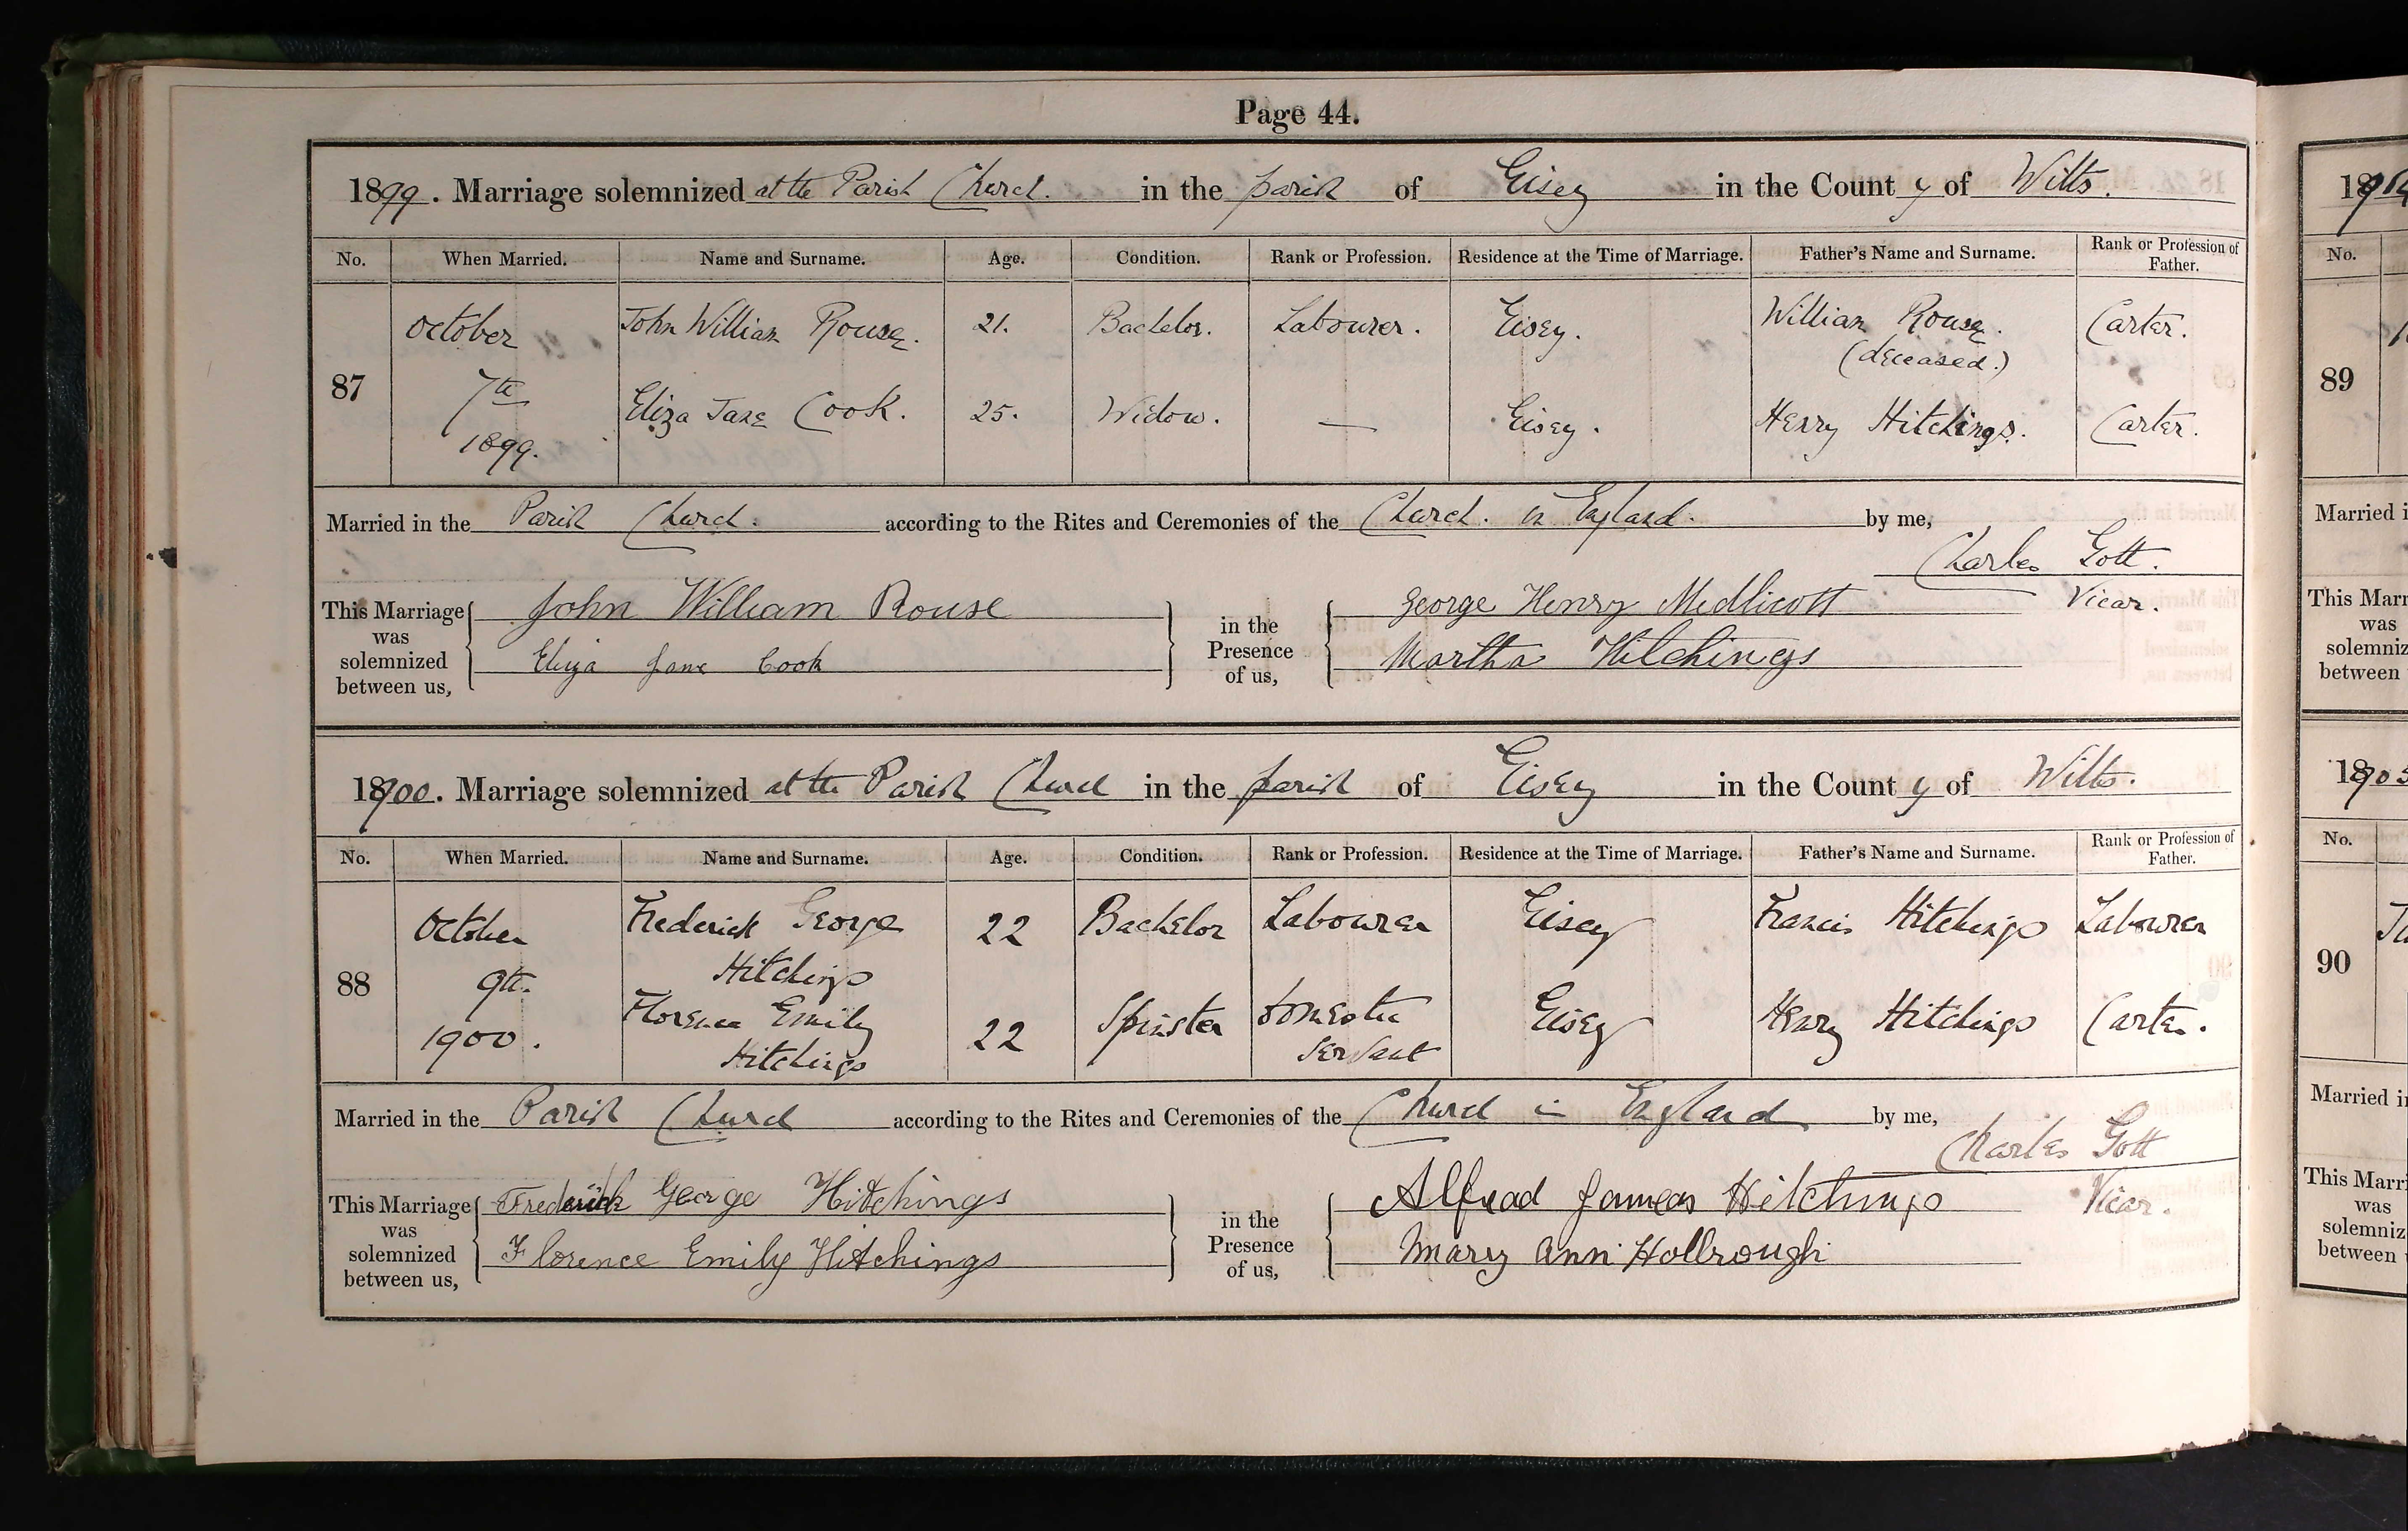 Page 44.
1899. Marriage solemnized at the Parish Church. in the parish of Eisey in the County of Wilts.
No. When Married. Name and Surname. Age. Condition. Rank or Profession. Residence at the Time of Marriage. Father's Name and Surname. Rank or Profession of Father.
87 October 7th 1899. John William Rouse. 21. Bachelor. Labourer. Eisey. William Rouse. (deceased.) Carter.
Eliza Jane Cook. 25. Widow. — Eisey. Henry Hitchings. Carter.
Married in the Parish Church. according to the Rites and Ceremonies of the Church. in England. by me,
Charles Gott.
Vicar.
This Marriage was solemnized between us, John William Rouse
Eliza Jane Cook
in the Presence of us, George Henry Medlicott
Martha Hitchings
1900. Marriage solemnized at the Parish Church in the parish of Eisey in the County of Wilts.
No. When Married. Name and Surname. Age. Condition. Rank or Profession. Residence at the Time of Marriage. Father's Name and Surname. Rank or Profession of Father.
88 October 9th. 1900. Frederick George Hitchings 22 Bachelor Labourer Eisey Francis Hitchings Labourer
Florence Emily Hitchings 22 Spinster domestic servant Eisey Henry Hitchings Carter.
Married in the Parish Church according to the Rites and Ceremonies of the Church in England by me,
Charles Gott
Vicar.
This Marriage was solemnized between us, Frederick George Hitchings
Florence Emily Hitchings
in the Presence of us, Alfread James Hitchings
Mary Ann Hollrough
No.
89
Married i
This Marr
was
solemniz
between
1905
No.
90
Married i
This Marri
was
solemniz
between